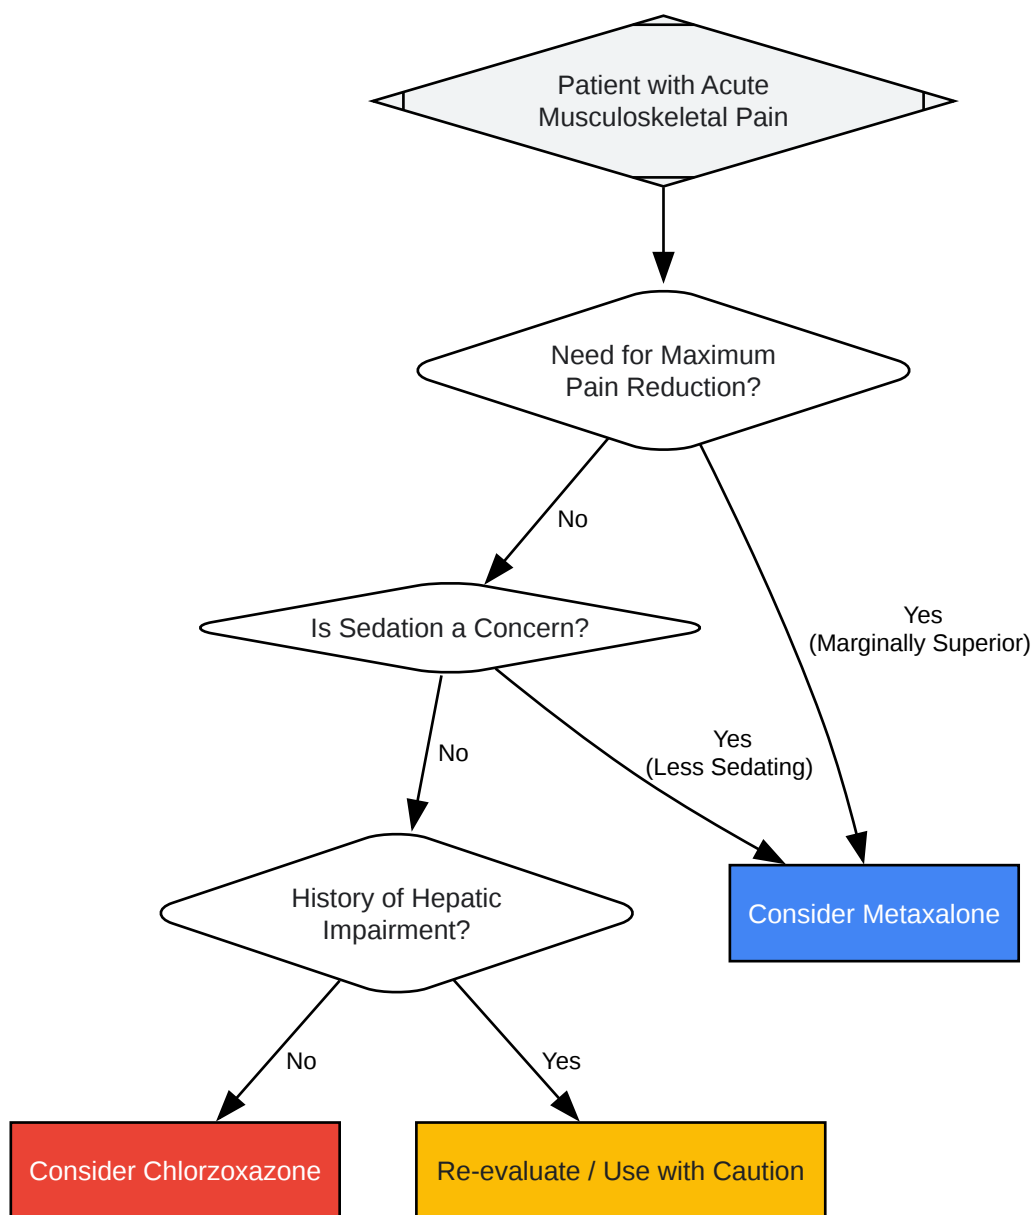 Patient with Acute
Musculoskeletal Pain
Need for Maximum
Pain Reduction?
No
Yes
(Marginally Superior)
Is Sedation a Concern?
No
Yes
(Less Sedating)
History of Hepatic
Impairment?
Consider Metaxalone
No
Yes
Consider Chlorzoxazone
Re-evaluate / Use with Caution